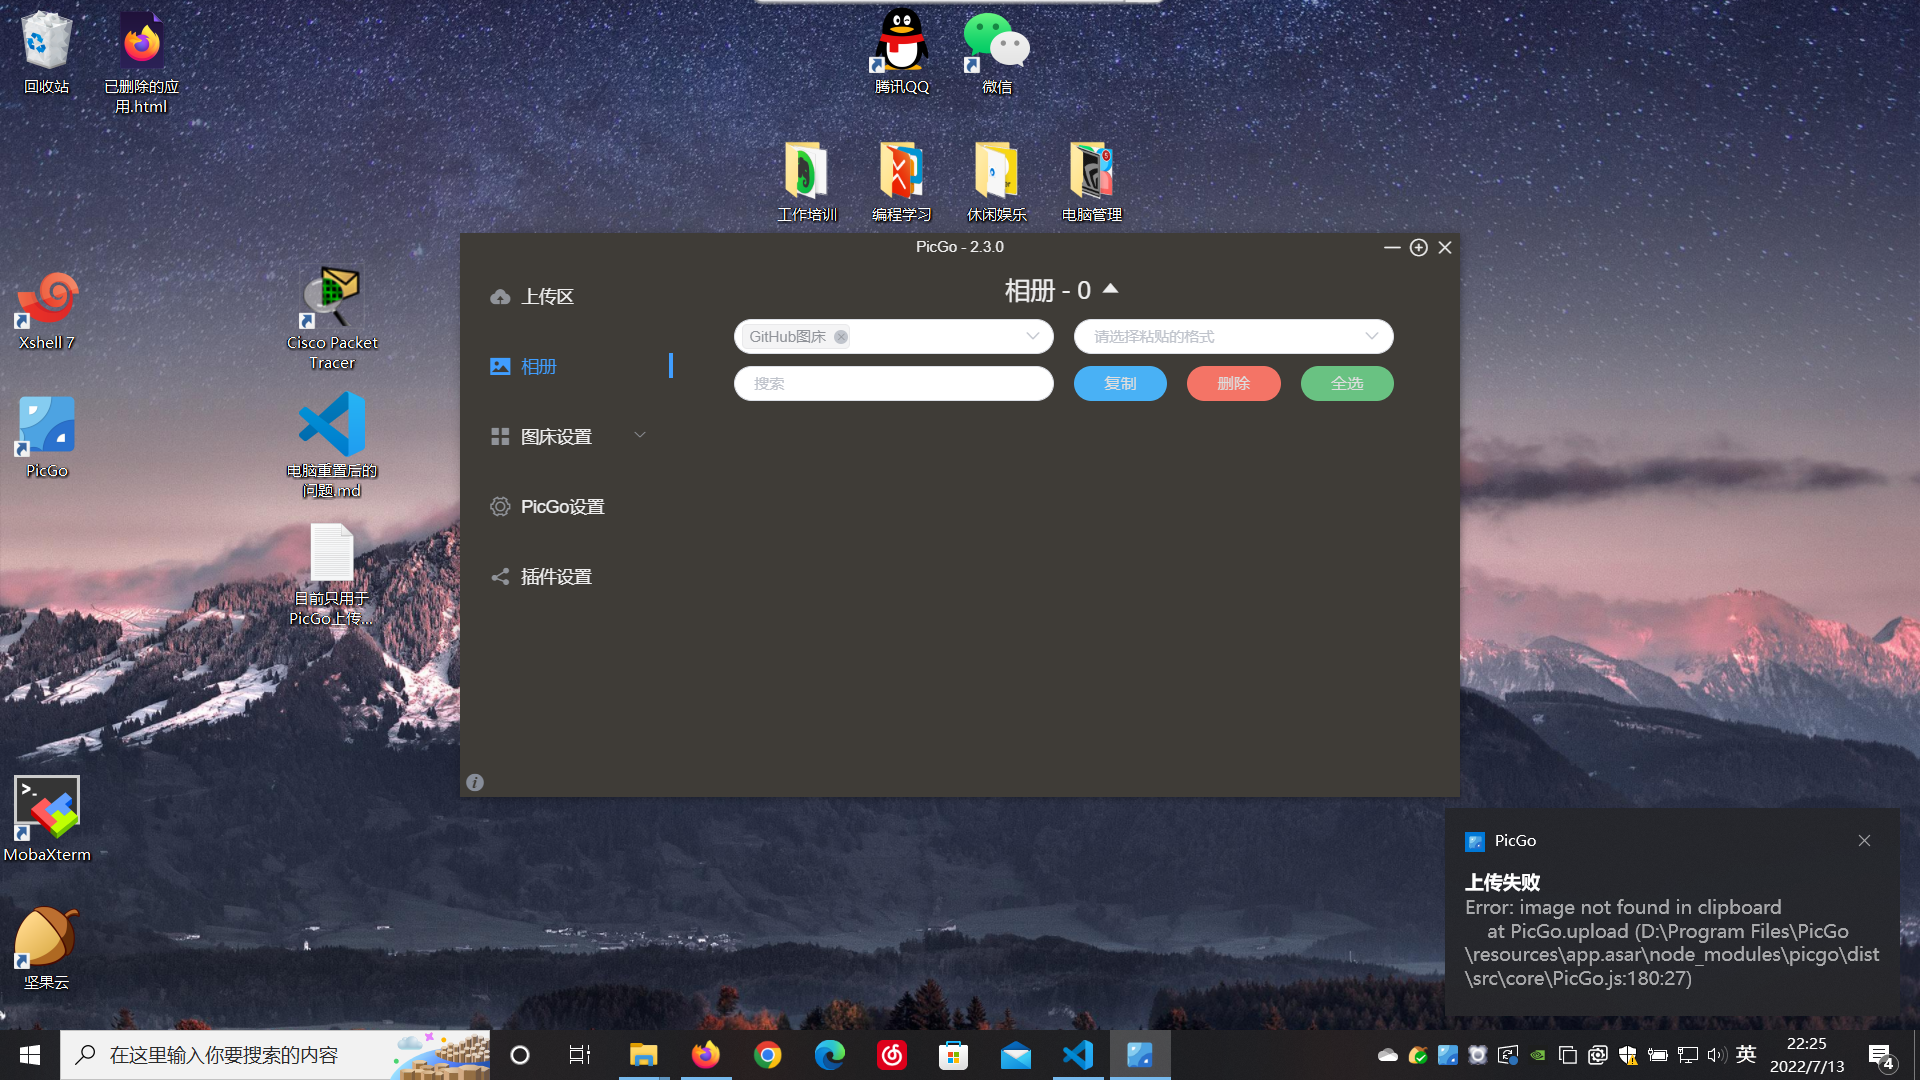 回收站
已删除的应
用.html
腾讯QQ
微信
工作培训
编程学习
休闲娱乐
电脑管理
Xshell 7
Cisco Packet
Tracer
PicGo
电脑重置后的
问题.md
目前只用于
PicGo上传...
MobaXterm
坚果云
PicGo - 2.3.0
上传区
相册
图床设置
PicGo设置
插件设置
相册 - 0
GitHub图床
请选择粘贴的格式
搜索
复制
删除
全选
PicGo
上传失败
Error: image not found in clipboard
at PicGo.upload (D:\Program Files\PicGo
\resources\app.asar\node_modules\picgo\dist
\src\core\PicGo.js:180:27)
在这里输入你要搜索的内容
英
22:25
2022/7/13
4